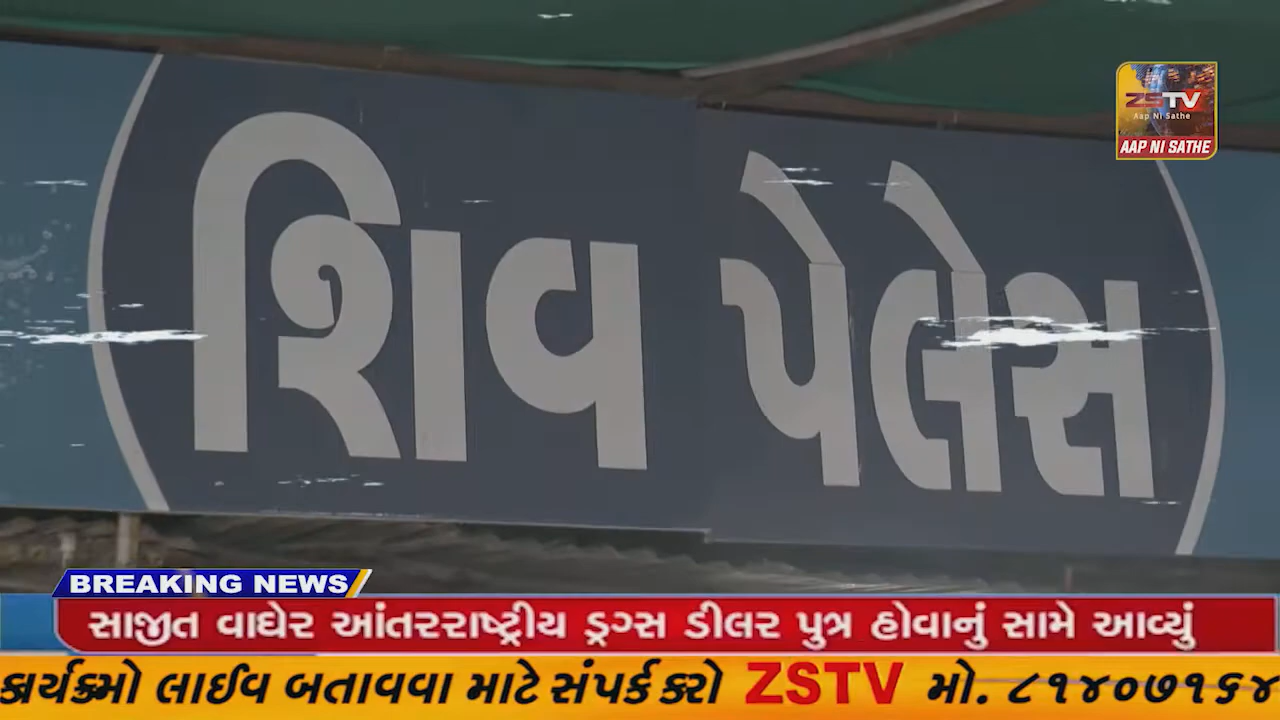 ZSTV
Aap Ni Sathe
AAP NI SATHE
શિવ પેલેસ
BREAKING NEWS
સાજીત વાઘેર આંતરરાષ્ટ્રીય ડ્રગ્સ ડીલર પુત્ર હોવાનું સામે આવ્યું
કાર્યક્રમો લાઈવ બતાવવા માટે સંપર્ક કરો ZSTV મો. ૮૧૪૦૭૧૬૪